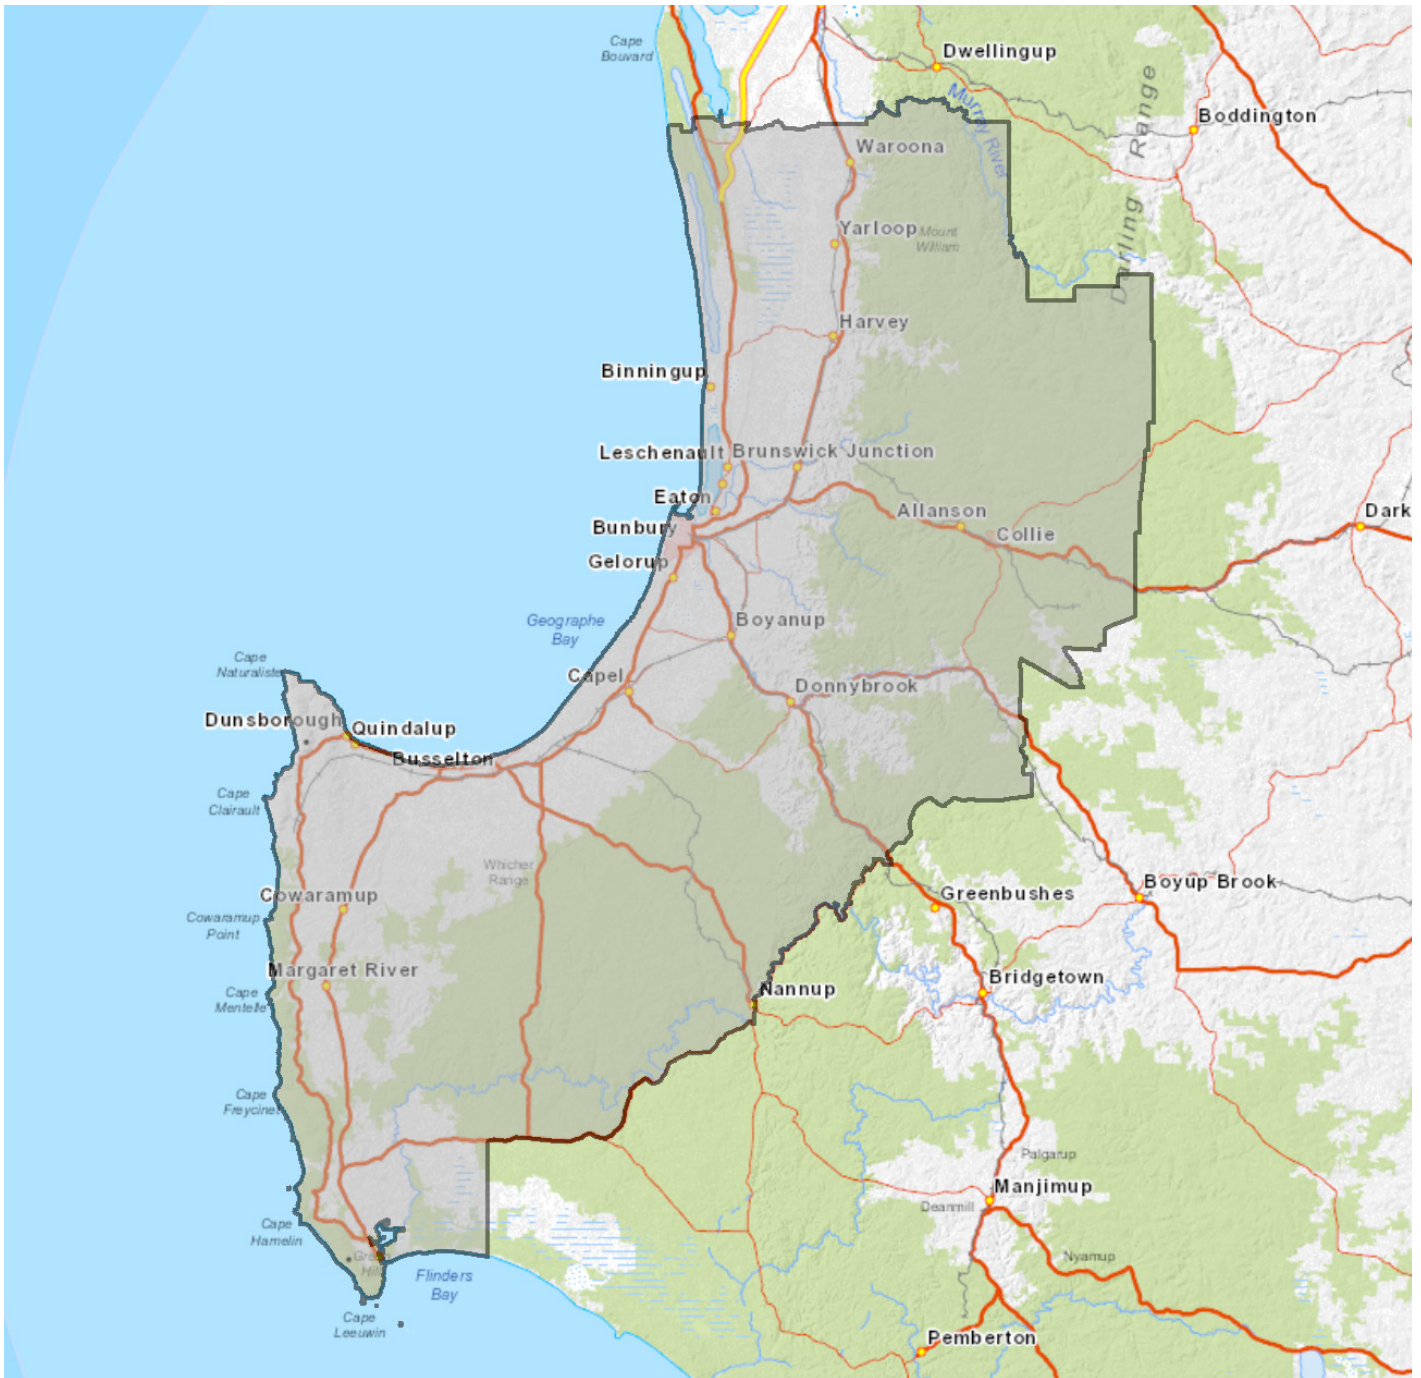 Cape
Bouvard
Dwellingup
Murray River
Darling Range
Boddington
Waroona
Yarloop
Mount
William
Harvey
Binningup
Leschenault
Brunswick Junction
Eaton
Allanson
Dark
Bunbury
Collie
Gelorup
Geographe
Bay
Boyanup
Cape
Naturaliste
Capel
Donnybrook
Dunsborough
Quindalup
Busselton
Cape
Clairault
Whicher
Range
Cowaramup
Greenbushes
Boyup Brook
Cowaramup
Point
Margaret River
Bridgetown
Nannup
Cape
Mentelle
Cape
Freycinet
Palgarup
Manjimup
Deanmill
Cape
Hamelin
Nyamup
Green
Hill
Flinders
Bay
Cape
Leeuwin
Pemberton